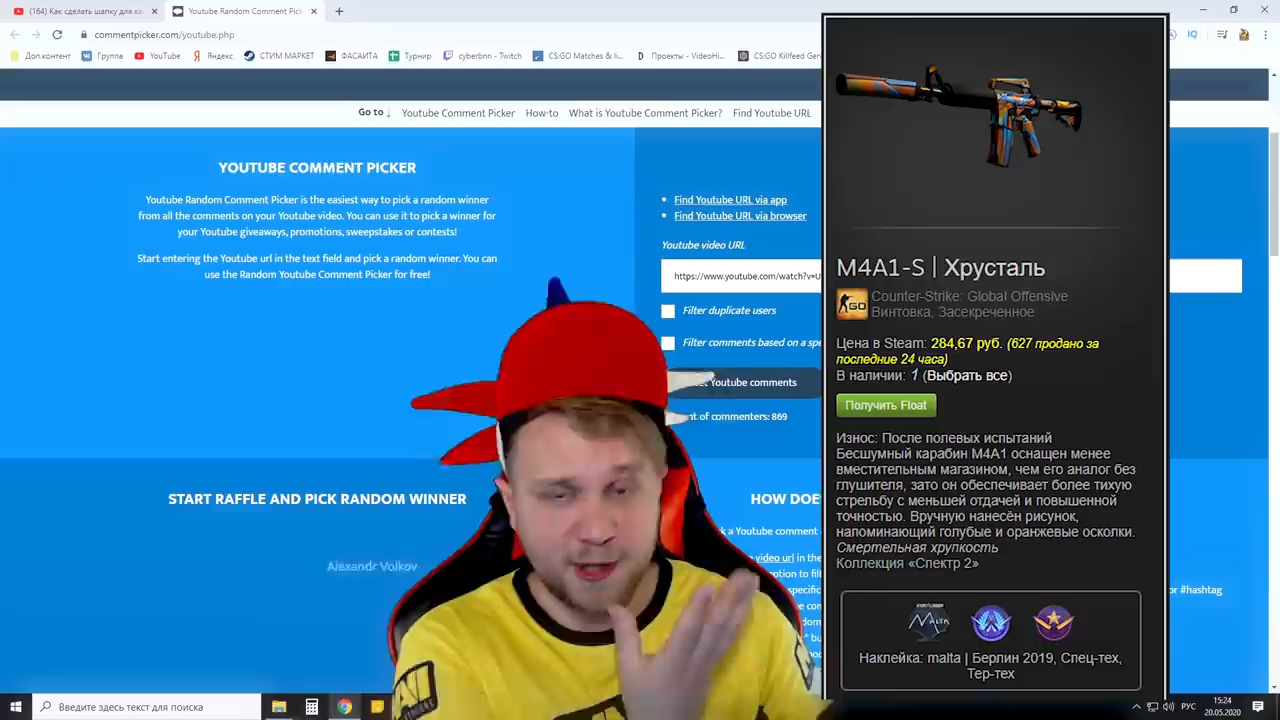 (164) Как сделать шапку для ка
Youtube Random Comment Pick
commentpicker.com/youtube.php
IQ
Доп.контент
Группа
YouTube
Яндекс
СТИМ МАРКЕТ
ФАСАИТА
Турнир
cyberbnn - Twitch
CS:GO Matches & li...
Проекты - VideoHi...
CS:GO Killfeed Gen
Go to ↓
Youtube Comment Picker
How-to
What is Youtube Comment Picker?
Find Youtube URL
YOUTUBE COMMENT PICKER
Youtube Random Comment Picker is the easiest way to pick a random winner
from all the comments on your Youtube video. You can use it to pick a winner for
your Youtube giveaways, promotions, sweepstakes or contests!
Start entering the Youtube url in the text field and pick a random winner. You can
use the Random Youtube Comment Picker for free!
Find Youtube URL via app
Find Youtube URL via browser
Youtube video URL
https://www.youtube.com/watch?v=U
Filter duplicate users
Filter comments based on a spe
Youtube comments
of commenters: 869
START RAFFLE AND PICK RANDOM WINNER
Alexandr Volkov
HOW DOES
a Youtube comment
video url in the
or #hashtag
M4A1-S | Хрусталь
GO
Counter-Strike: Global Offensive
Винтовка, Засекреченное
Цена в Steam: 284,67 руб. (627 продано за
последние 24 часа)
В наличии: 1 (Выбрать все)
Получить Float
Износ: После полевых испытаний
Бесшумный карабин M4A1 оснащен менее
вместительным магазином, чем его аналог без
глушителя, зато он обеспечивает более тихую
стрельбу с меньшей отдачей и повышенной
точностью. Вручную нанесён рисунок,
напоминающий голубые и оранжевые осколки.
Смертельная хрупкость
Коллекция «Спектр 2»
MALTA
Наклейка: malta | Берлин 2019, Спец-тех,
Тер-тех
Введите здесь текст для поиска
РУС
15:24
20.05.2020